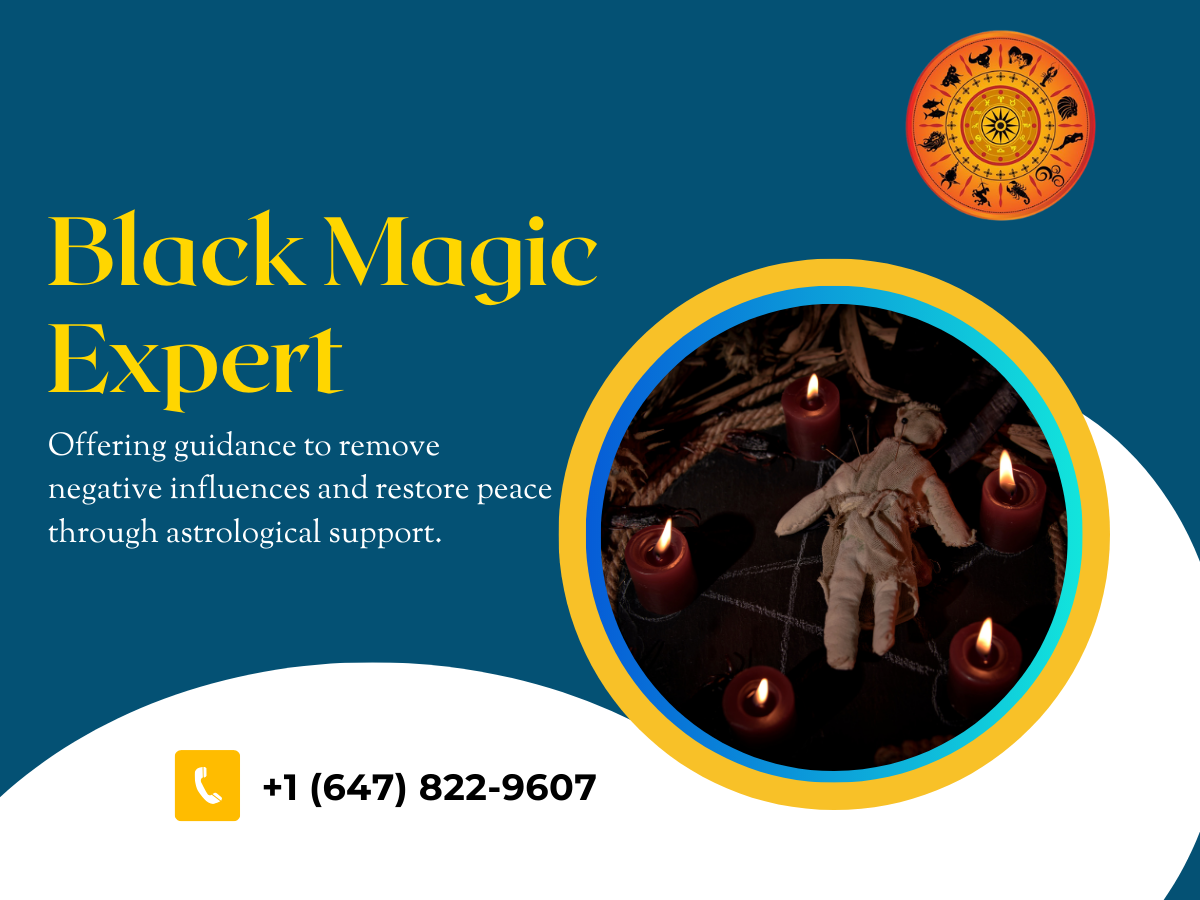 Black Magic
Expert
Offering guidance to remove
negative influences and restore peace
through astrological support.
+1 (647) 822-9607